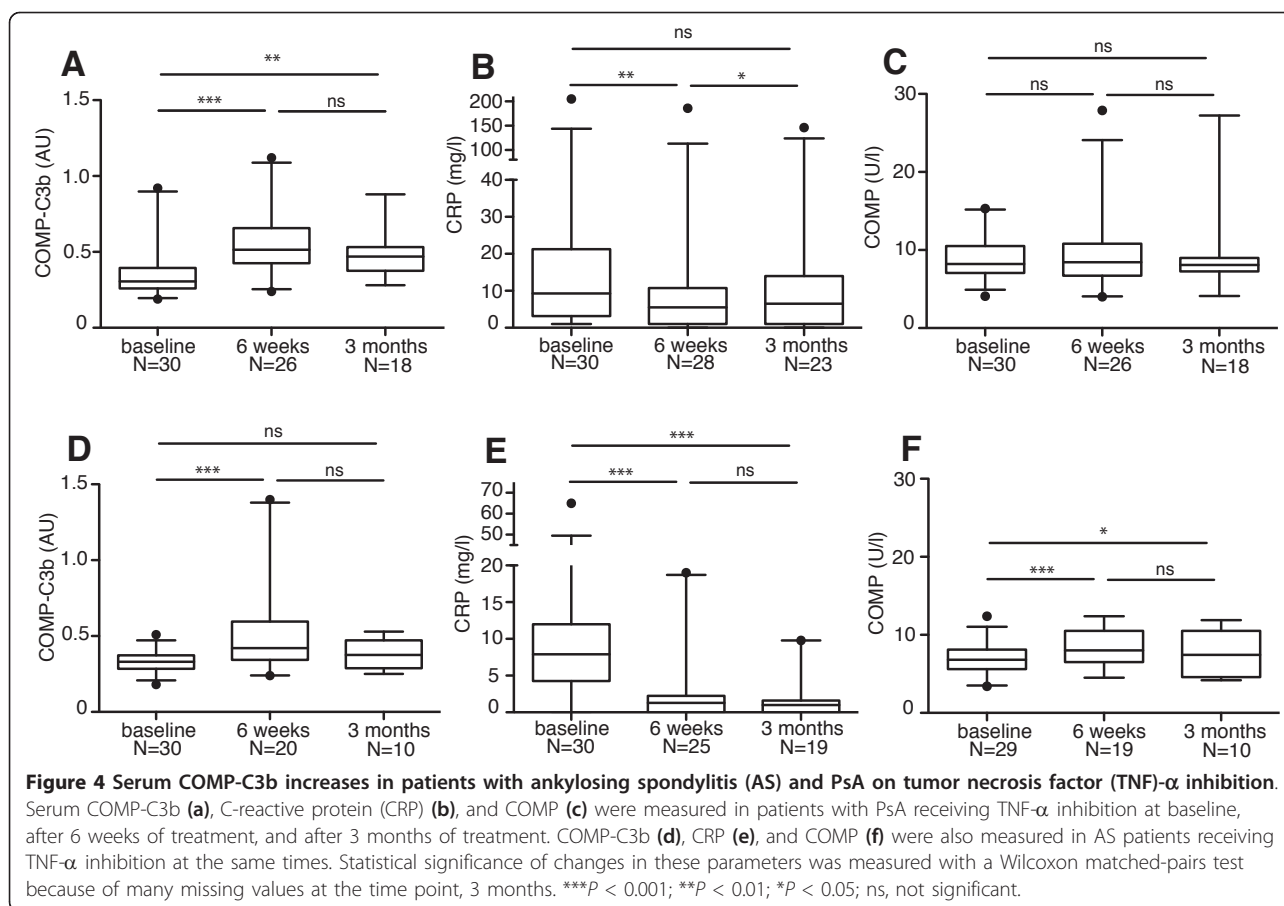 A
**
***
ns
COMP-C3b (AU)
1.5
1.0
0.5
0
baseline
N=30
6 weeks
N=26
3 months
N=18
B
ns
**
*
CRP (mg/l)
200
150
100
40
30
20
10
0
baseline
N=30
6 weeks
N=28
3 months
N=23
C
ns
ns
ns
COMP (U/l)
30
20
10
0
baseline
N=30
6 weeks
N=26
3 months
N=18
D
ns
***
ns
COMP-C3b (AU)
1.5
1.0
0.5
0
baseline
N=30
6 weeks
N=20
3 months
N=10
E
***
***
ns
CRP (mg/l)
70
60
50
20
15
10
5
0
baseline
N=30
6 weeks
N=25
3 months
N=19
F
*
***
ns
COMP (U/l)
30
20
10
0
baseline
N=29
6 weeks
N=19
3 months
N=10
Figure 4 Serum COMP-C3b increases in patients with ankylosing spondylitis (AS) and PsA on tumor necrosis factor (TNF)-α inhibition.
Serum COMP-C3b (a), C-reactive protein (CRP) (b), and COMP (c) were measured in patients with PsA receiving TNF-α inhibition at baseline,
after 6 weeks of treatment, and after 3 months of treatment. COMP-C3b (d), CRP (e), and COMP (f) were also measured in AS patients receiving
TNF-α inhibition at the same times. Statistical significance of changes in these parameters was measured with a Wilcoxon matched-pairs test
because of many missing values at the time point, 3 months. ***P < 0.001; **P < 0.01; *P < 0.05; ns, not significant.